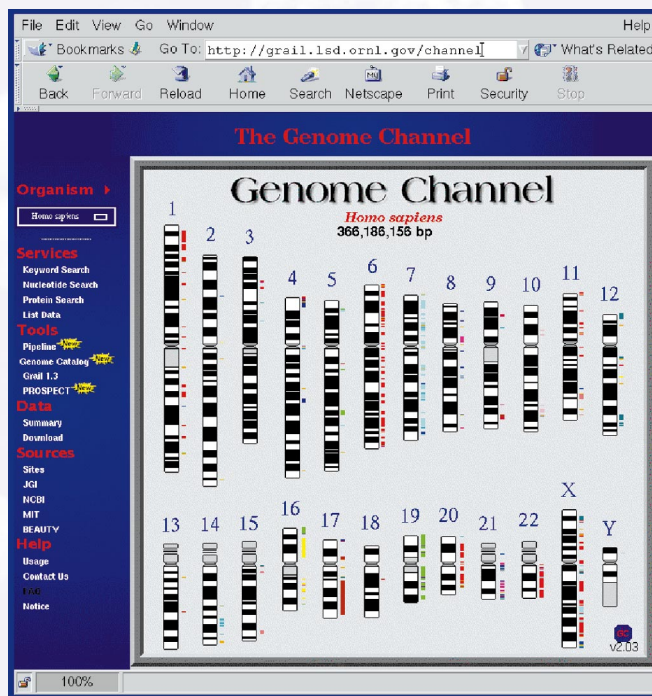 File Edit View Go Window Help
Bookmarks Go To: http://grail.lsd.ornl.gov/channel What's Related
Back Forward Reload Home Search Netscape Print Security Stop
The Genome Channel
Organism
Homo sapiens
Services
Keyword Search
Nucleotide Search
Protein Search
List Data
Tools
Pipeline New
Genome Catalog New
Grail 1.3
PROSPECT New
Data
Summary
Download
Sources
Sites
JGI
NCBI
MIT
BEAUTY
Help
Usage
Contact Us
FAQ
Notice
Genome Channel
Homo sapiens
366,186,156 bp
1 2 3 4 5 6 7 8 9 10 11 12
13 14 15 16 17 18 19 20 21 22 X Y
GC
v2.03
100%